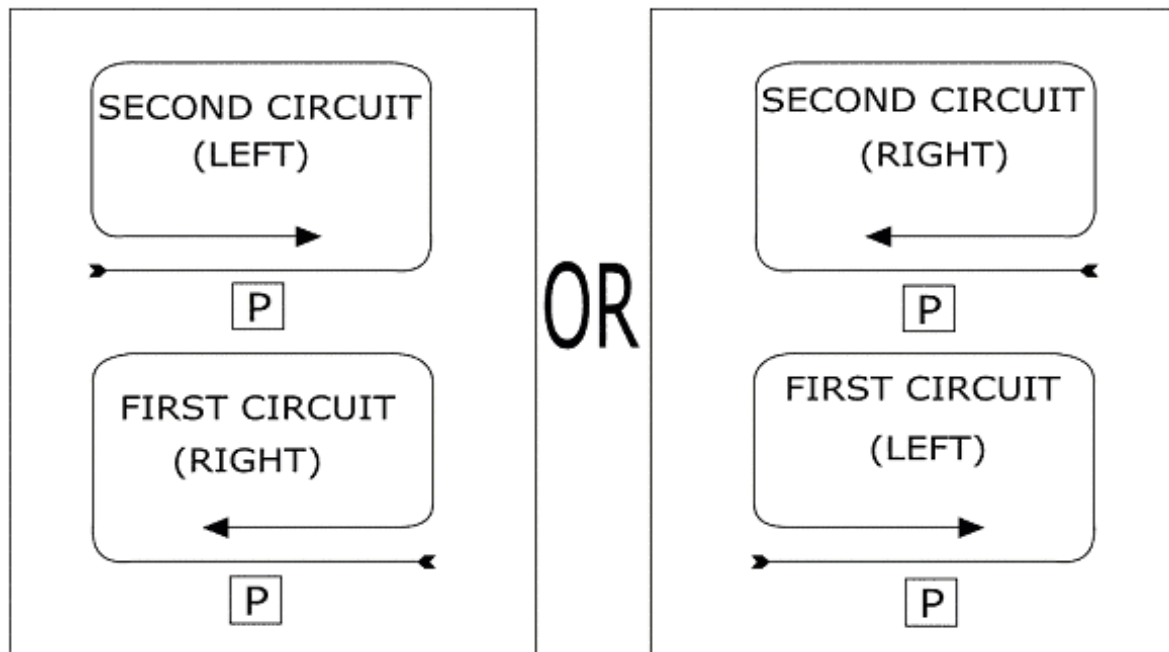 SECOND CIRCUIT
(LEFT)
P
FIRST CIRCUIT
(RIGHT)
P
OR
SECOND CIRCUIT
(RIGHT)
P
FIRST CIRCUIT
(LEFT)
P